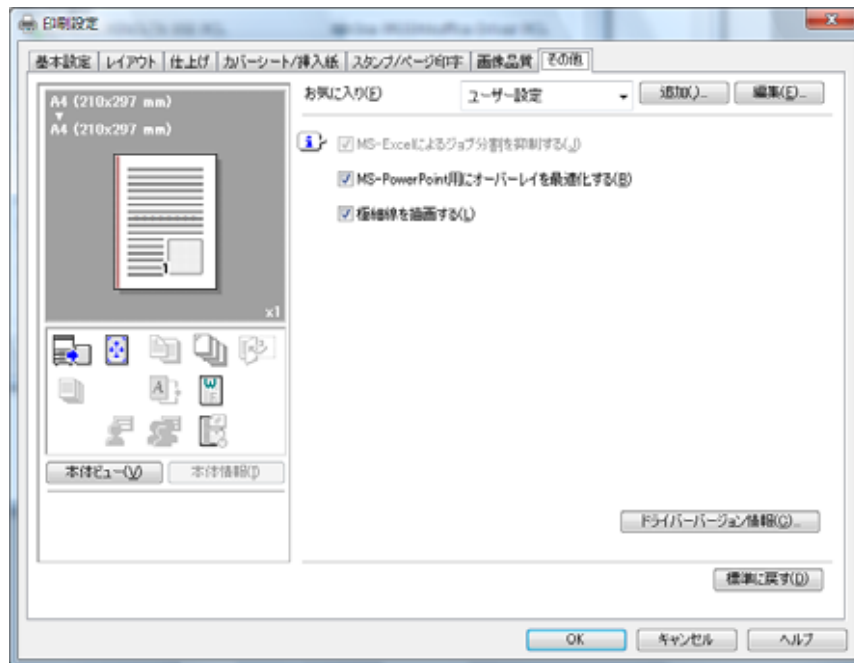 印刷設定
基本設定 レイアウト 仕上げ カバーシート/挿入紙 スタンプ/ページ印字 画像品質 その他
A4 (210x297 mm)
A4 (210x297 mm)
1
x1
本体ビュー(V) 本体情報(I)
お気に入り(F) ユーザー設定 追加(.)... 編集(E)...
MS-Excelによるジョブ分割を抑制する(J)
MS-PowerPoint用にオーバーレイを最適化する(B)
極細線を描画する(L)
ドライバーバージョン情報(C)...
標準に戻す(D)
OK キャンセル ヘルプ